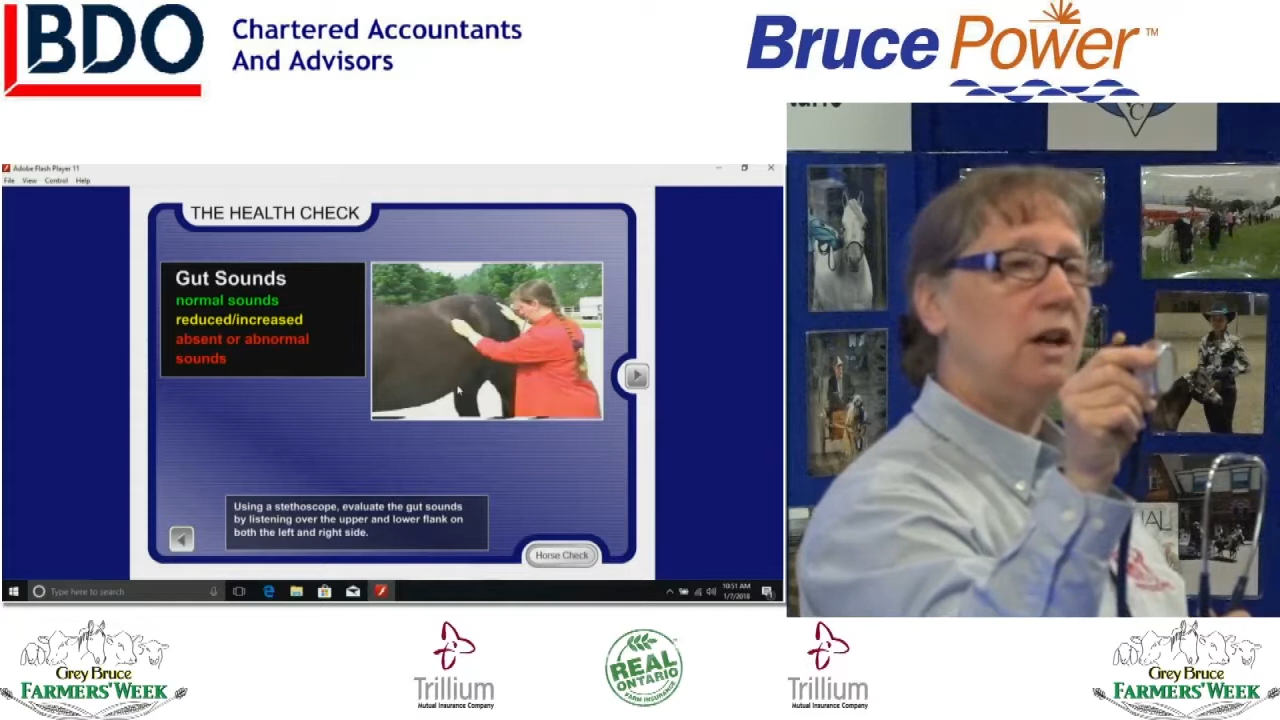 BDO
Chartered Accountants
And Advisors
Bruce Power™
Adobe Flash Player 11
File View Control Help
THE HEALTH CHECK
Gut Sounds
normal sounds
reduced/increased
absent or abnormal
sounds
Using a stethoscope, evaluate the gut sounds
by listening over the upper and lower flank on
both the left and right side.
Horse Check
Type here to search
10:51 AM
1/7/2018
Grey Bruce
FARMERS' WEEK
Trillium
Mutual Insurance Company
REAL
ONTARIO
FARM INSURANCE
Trillium
Mutual Insurance Company
Grey Bruce
FARMERS' WEEK